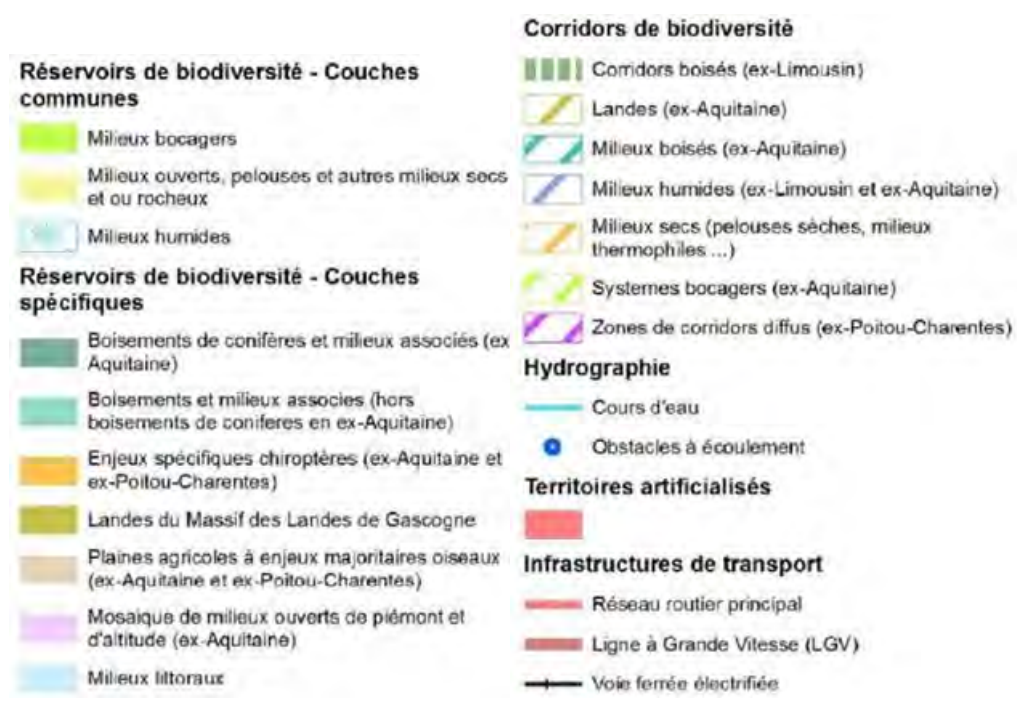 Réservoirs de biodiversité - Couches
communes
Milieux bocagers
Milieux ouverts, pelouses et autres milieux secs
et ou rocheux
Milieux humides
Réservoirs de biodiversité - Couches
spécifiques
Boisements de conifères et milieux associés (ex
Aquitaine)
Boisements et milieux associes (hors
boisements de coniferes en ex-Aquitaine)
Enjeux spécifiques chiroptères (ex-Aquitaine et
ex-Poitou-Charentes)
Landes du Massif des Landes de Gascogne
Plaines agricoles à enjeux majoritaires oiseaux
(ex-Aquitaine et ex-Poitou-Charentes)
Mosaique de milieux ouverts de piémont et
d'altitude (ex-Aquitaine)
Milieux littoraux
Corridors de biodiversité
Corridors boisés (ex-Limousin)
Landes (ex-Aquitaine)
Milieux boisés (ex-Aquitaine)
Milieux humides (ex-Limousin et ex-Aquitaine)
Milieux secs (pelouses sèches, milieux
thermophiles ...)
Systemes bocagers (ex-Aquitaine)
Zones de corridors diffus (ex-Poitou-Charentes)
Hydrographie
Cours d'eau
Obstacles à écoulement
Territoires artificialisés
Infrastructures de transport
Réseau routier principal
Ligne à Grande Vitesse (LGV)
Voie ferrée électrifiée